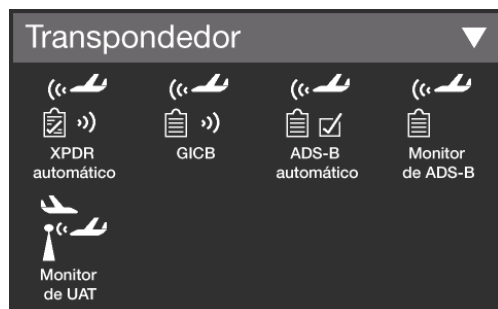 Transpondedor
XPDR
automático
GICB
ADS-B
automático
Monitor
de ADS-B
Monitor
de UAT